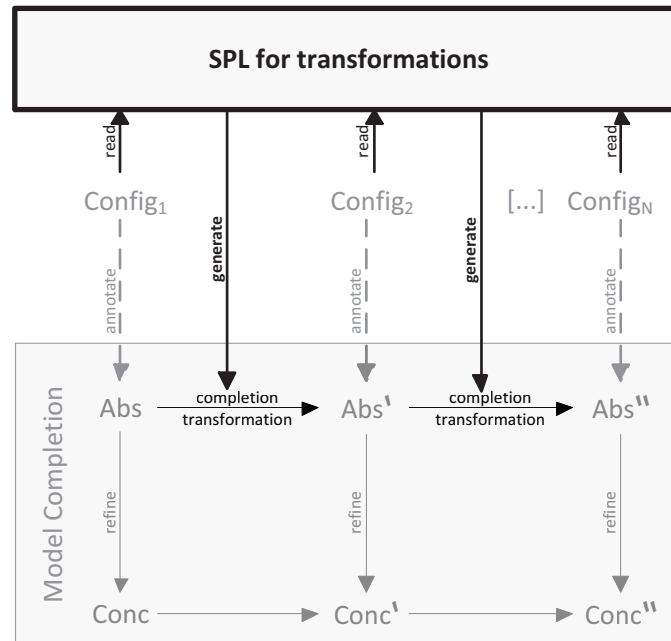 SPL for transformations
read read read
Config1 Config2 [...] ConfigN
generate generate
annotate annotate annotate
Model Completion
completion completion
Abs Abs' Abs"
transformation transformation
refine refine refine
Conc Conc' Conc"